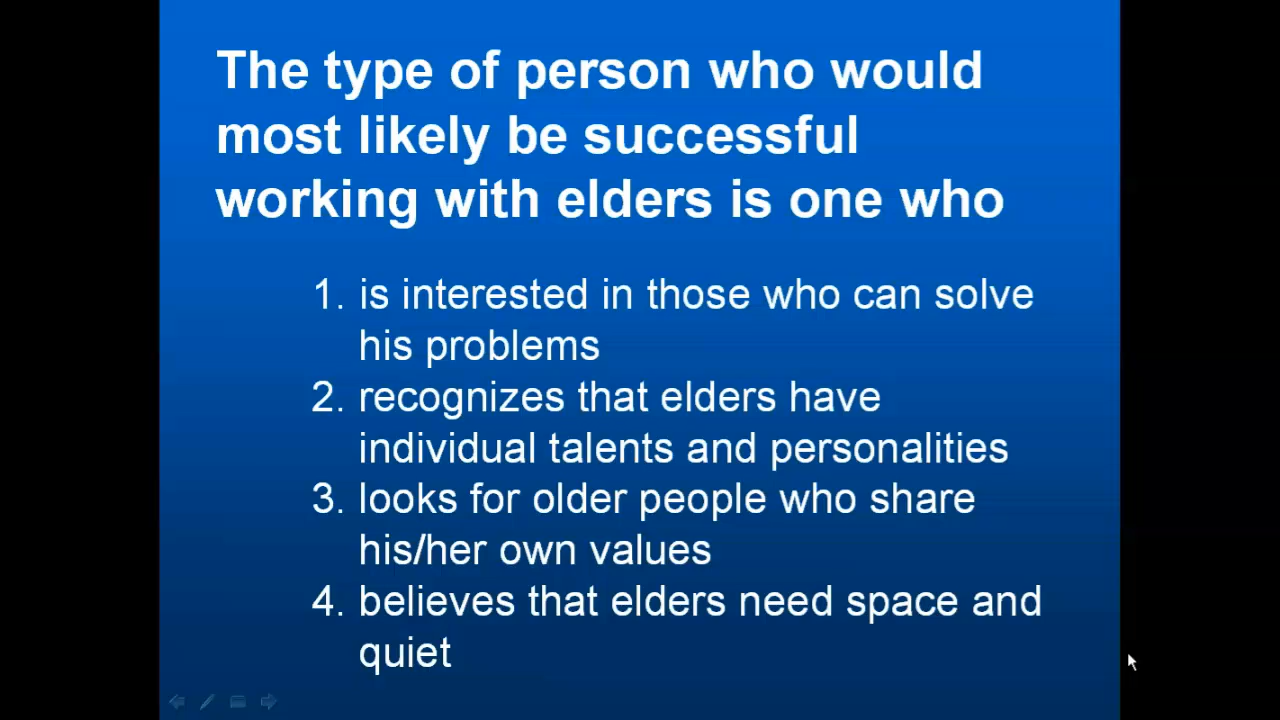 The type of person who would
most likely be successful
working with elders is one who
1. is interested in those who can solve
his problems
2. recognizes that elders have
individual talents and personalities
3. looks for older people who share
his/her own values
4. believes that elders need space and
quiet